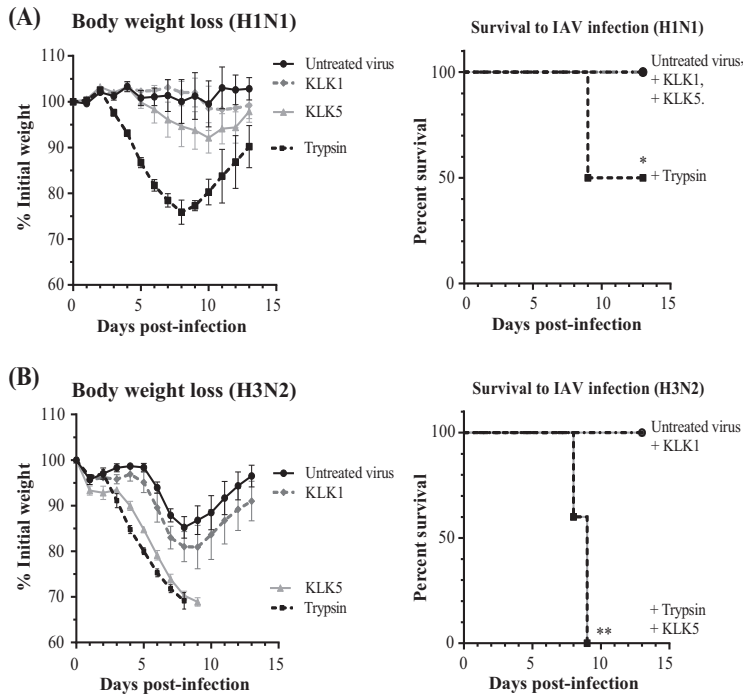 (A)
Body weight loss (H1N1)
110
100
90
80
70
60
0
5
10
15
% Initial weight
Days post-infection
Untreated virus
KLK1
KLK5
Trypsin
Survival to IAV infection (H1N1)
100
50
0
0
5
10
15
Percent survival
Days post-infection
Untreated virus,
+ KLK1,
+ KLK5.
*
+ Trypsin
(B)
Body weight loss (H3N2)
110
100
90
80
70
60
0
5
10
15
% Initial weight
Days post-infection
Untreated virus
KLK1
KLK5
Trypsin
Survival to IAV infection (H3N2)
100
50
0
0
5
10
15
Percent survival
Days post-infection
Untreated virus
+ KLK1
+ Trypsin
**
+ KLK5